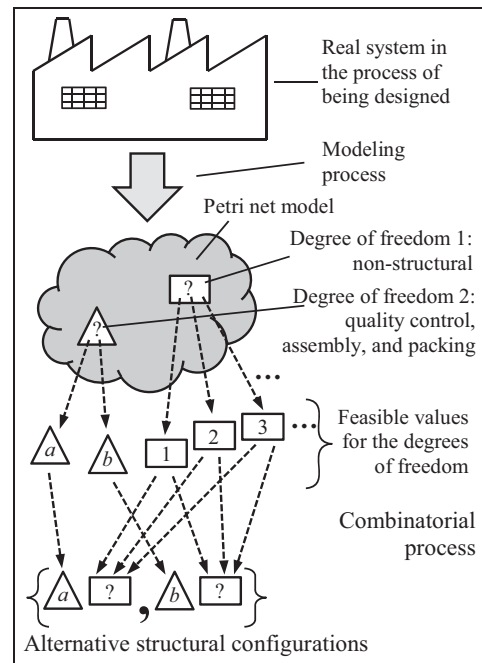 Real system in
the process of
being designed
Modeling
process
Petri net model
Degree of freedom 1:
non-structural
?
Degree of freedom 2:
quality control,
assembly, and packing
?
...
a b 1 2 3 ...
Feasible values
for the degrees
of freedom
Combinatorial
process
{ a ? , b ? }
Alternative structural configurations